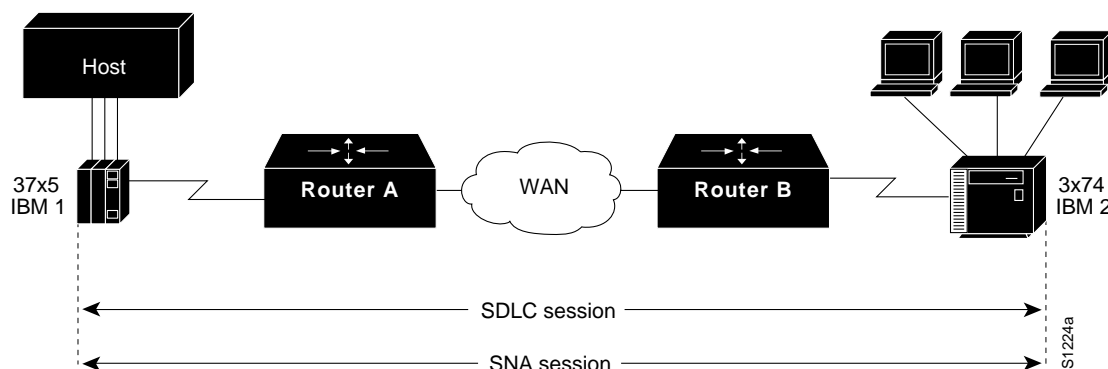 Host
37x5
IBM 1
Router A
WAN
Router B
3x74
IBM 2
SDLC session
SNA session
S1224a